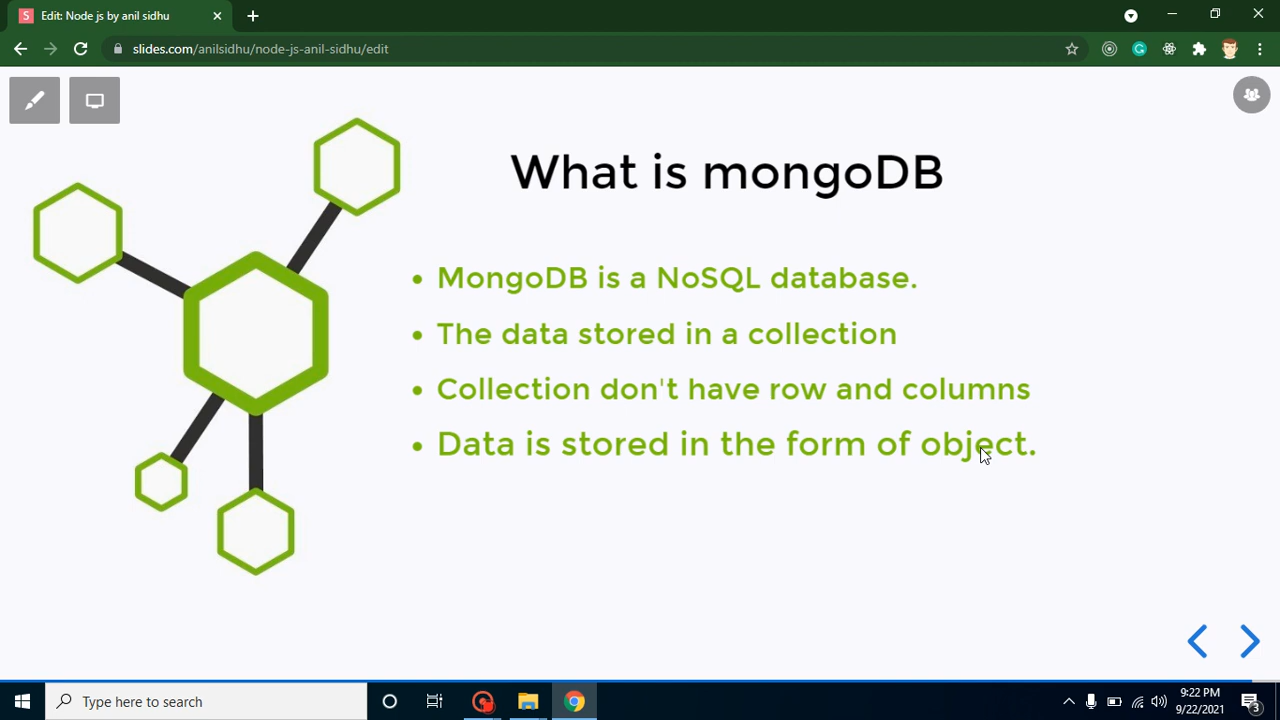 Edit: Node js by anil sidhu
slides.com/anilsidhu/node-js-anil-sidhu/edit
What is mongoDB
• MongoDB is a NoSQL database.
• The data stored in a collection
• Collection don't have row and columns
• Data is stored in the form of object.
Type here to search
9:22 PM
9/22/2021
3